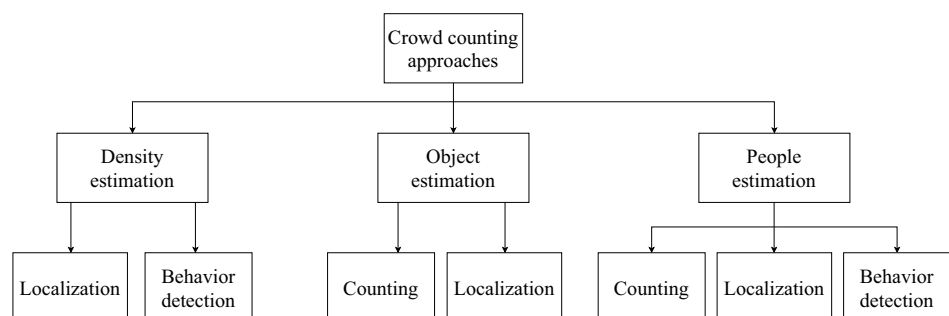 Crowd counting
approaches
Density
estimation
Object
estimation
People
estimation
Localization
Behavior
detection
Counting
Localization
Counting
Localization
Behavior
detection